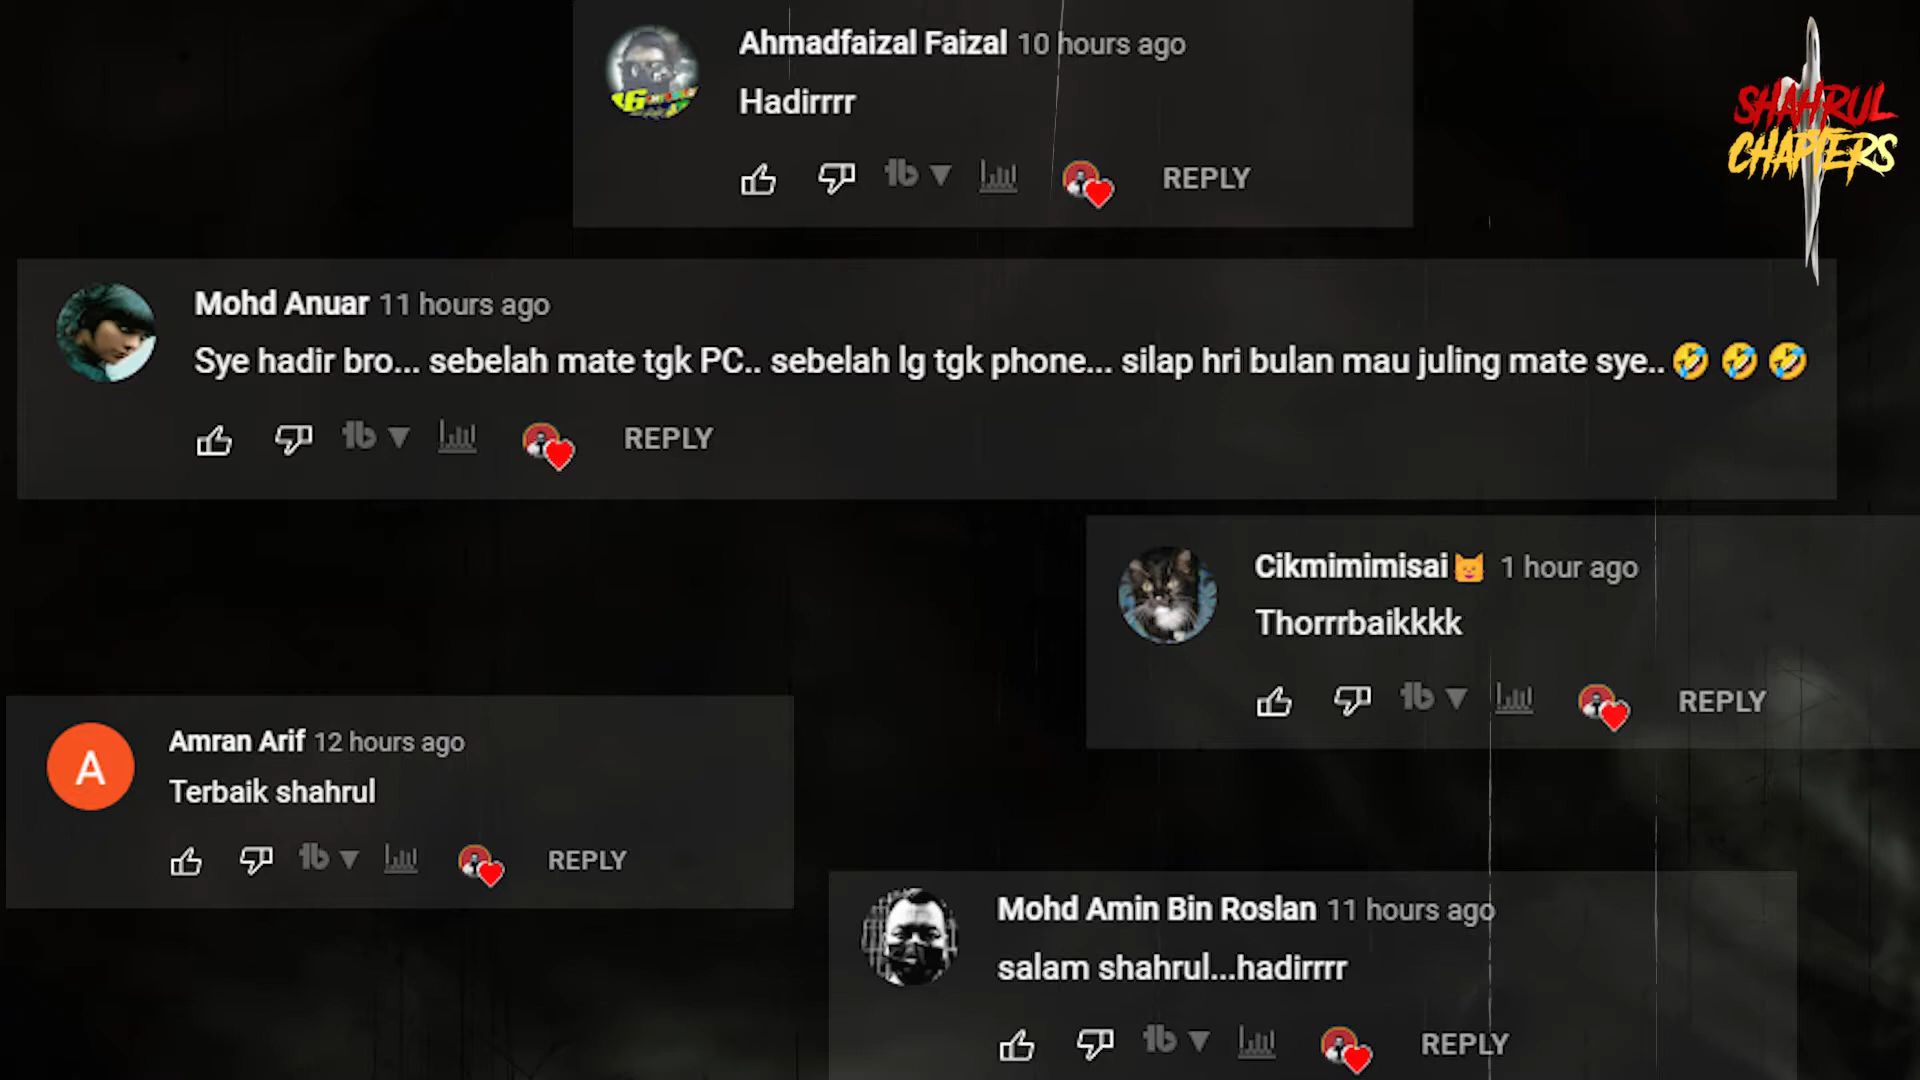 Ahmadfaizal Faizal 10 hours ago
Hadirrrr
REPLY
SHAHRUL
CHAPTERS
Mohd Anuar 11 hours ago
Sye hadir bro... sebelah mate tgk PC.. sebelah lg tgk phone... silap hri bulan mau juling mate sye..🤣🤣🤣
REPLY
Cikmimimisai😺 1 hour ago
Thorrrbaikkkk
REPLY
A
Amran Arif 12 hours ago
Terbaik shahrul
REPLY
Mohd Amin Bin Roslan 11 hours ago
salam shahrul...hadirrrr
REPLY